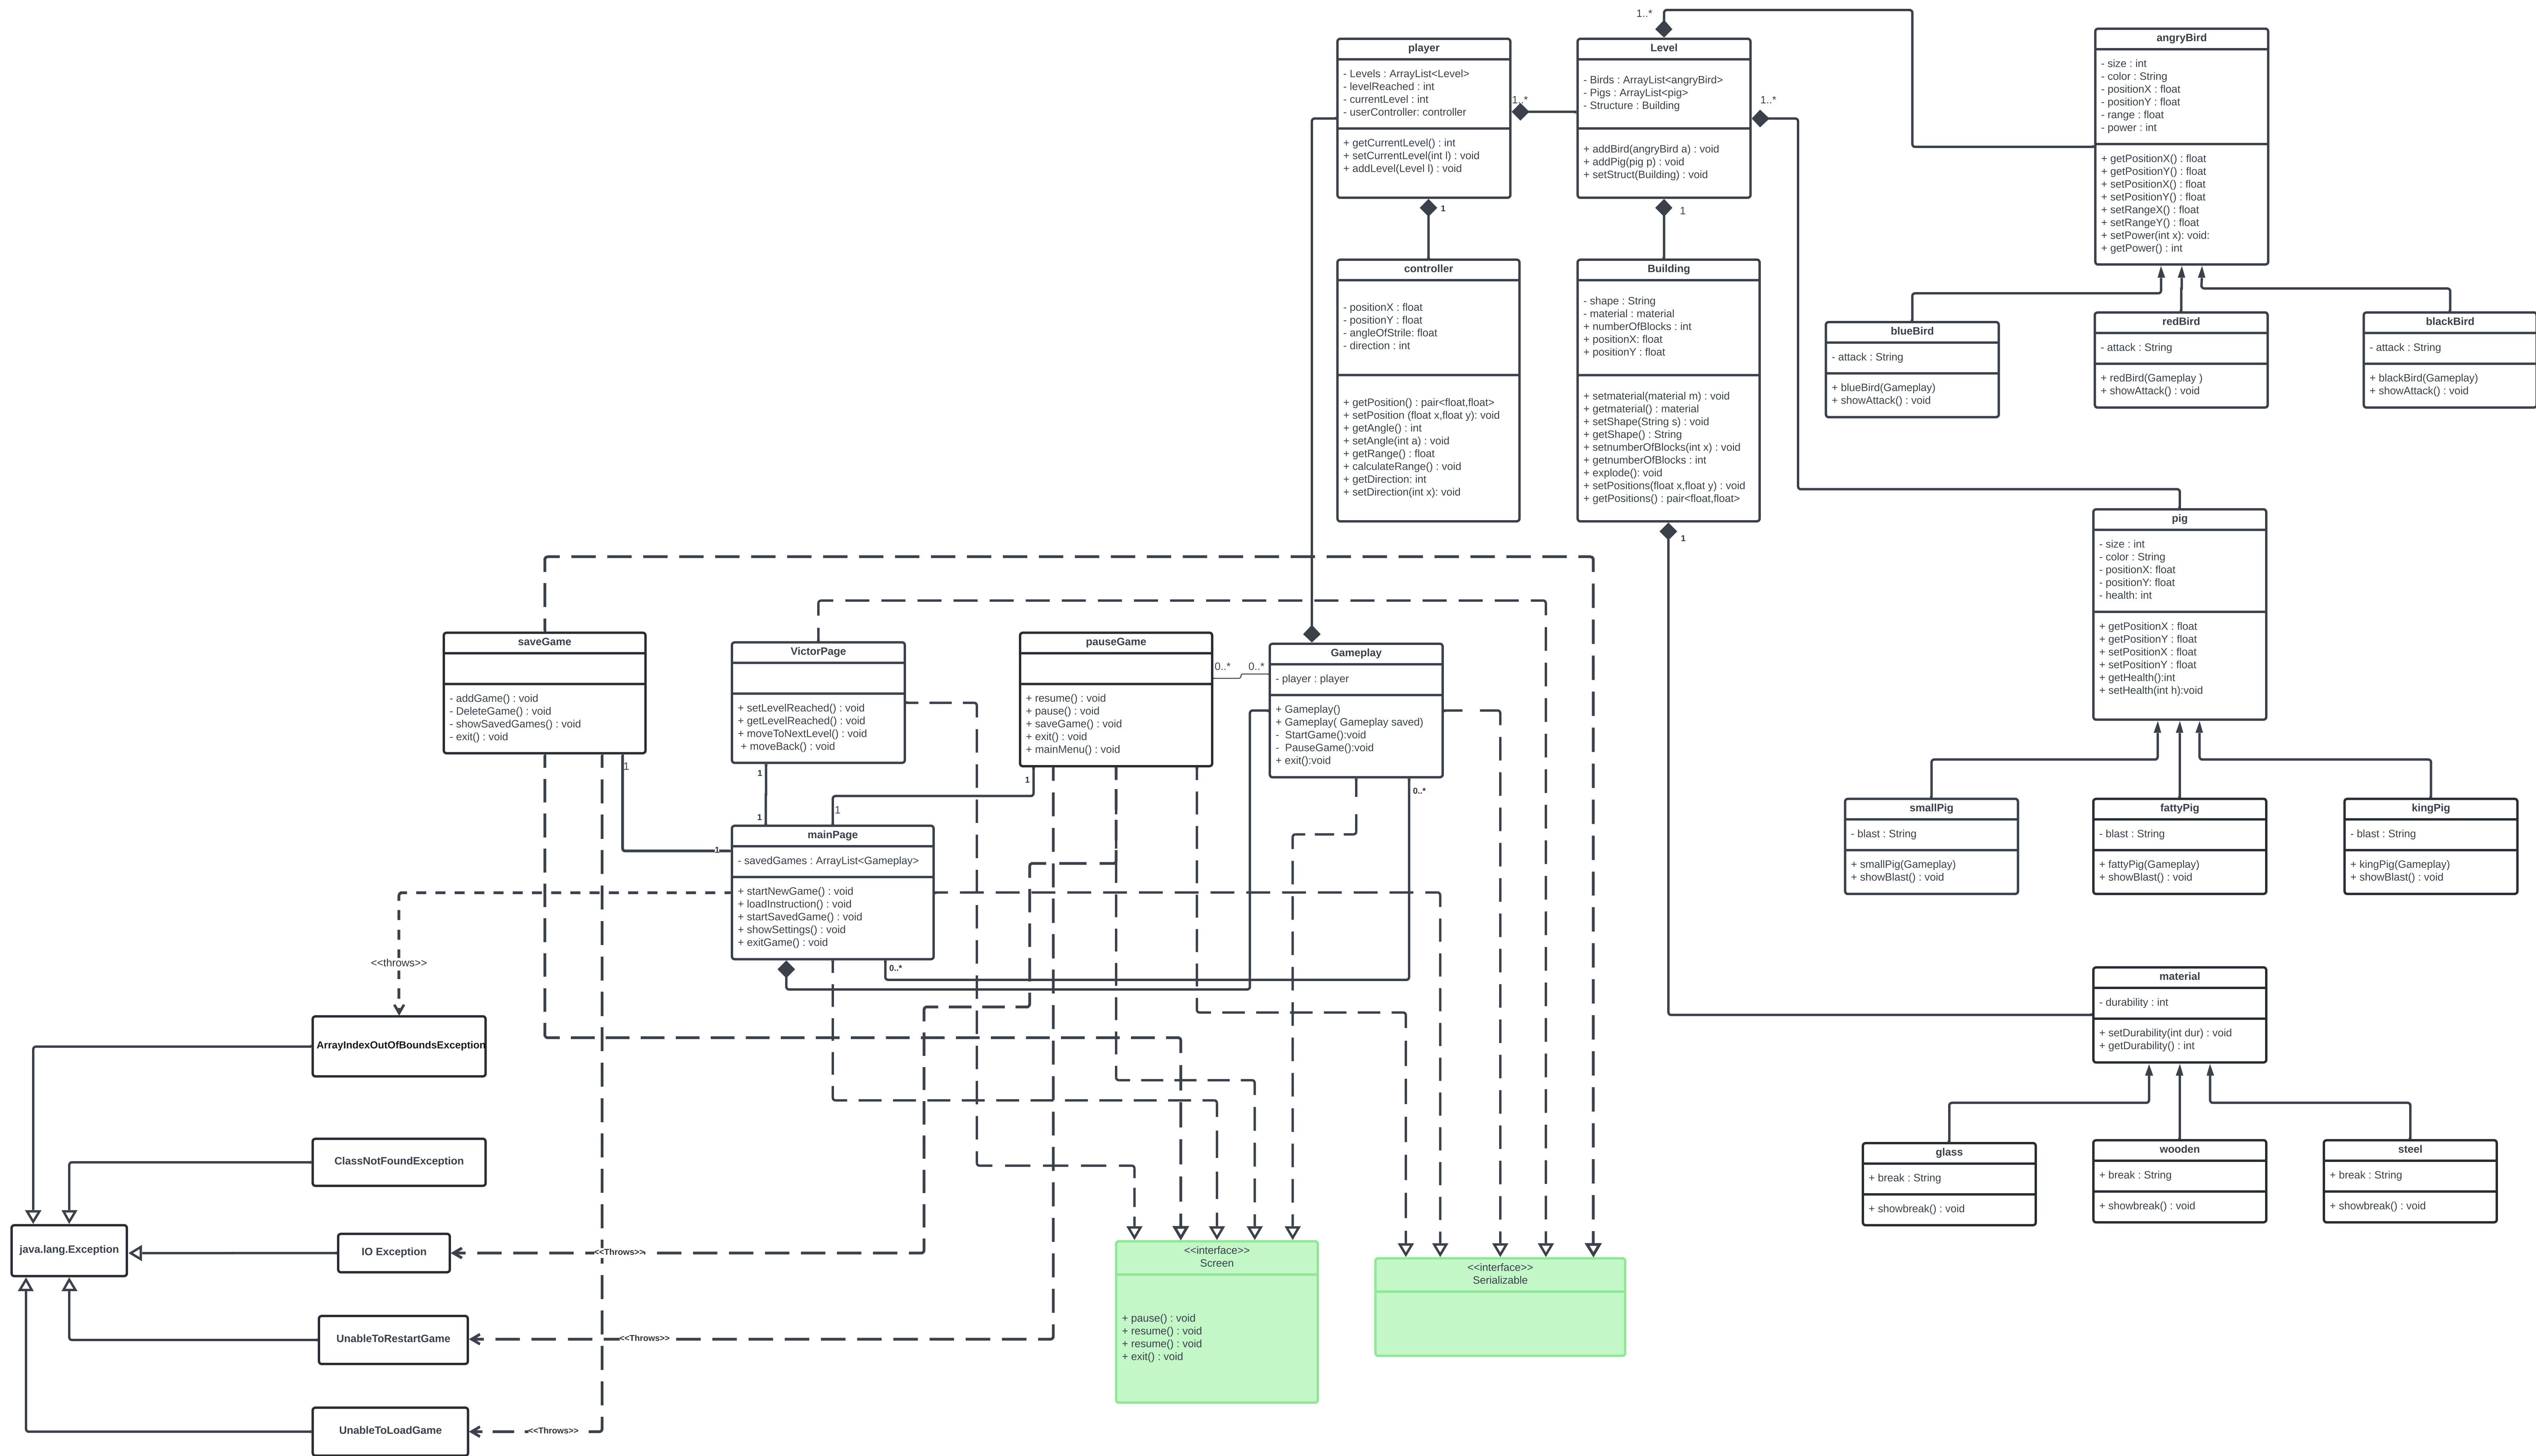 1..*
player
- Levels : ArrayList<Level>
- levelReached : int
- currentLevel : int
- userController: controller
+ getCurrentLevel() : int
+ setCurrentLevel(int l) : void
+ addLevel(Level l) : void
1..*
1
Level
- Birds : ArrayList<angryBird>
- Pigs : ArrayList<pig>
- Structure : Building
+ addBird(angryBird a) : void
+ addPig(pig p) : void
+ setStruct(Building) : void
1..*
1
angryBird
- size : int
- color : String
- positionX : float
- positionY : float
- range : float
- power : int
+ getPositionX() : float
+ getPositionY() : float
+ setPositionX() : float
+ setPositionY() : float
+ setRangeX() : float
+ setRangeY() : float
+ setPower(int x): void:
+ getPower() : int
controller
- positionX : float
- positionY : float
- angleOfStrile: float
- direction : int
+ getPosition() : pair<float,float>
+ setPosition (float x,float y): void
+ getAngle() : int
+ setAngle(int a) : void
+ getRange() : float
+ calculateRange() : void
+ getDirection: int
+ setDirection(int x): void
Building
- shape : String
- material : material
+ numberOfBlocks : int
+ positionX: float
+ positionY : float
+ setmaterial(material m) : void
+ getmaterial() : material
+ setShape(String s) : void
+ getShape() : String
+ setnumberOfBlocks(int x) : void
+ getnumberOfBlocks : int
+ explode(): void
+ setPositions(float x,float y) : void
+ getPositions() : pair<float,float>
1
blueBird
- attack : String
+ blueBird(Gameplay)
+ showAttack() : void
redBird
- attack : String
+ redBird(Gameplay )
+ showAttack() : void
blackBird
- attack : String
+ blackBird(Gameplay)
+ showAttack() : void
pig
- size : int
- color : String
- positionX: float
- positionY: float
- health: int
+ getPositionX : float
+ getPositionY : float
+ setPositionX : float
+ setPositionY : float
+ getHealth():int
+ setHealth(int h):void
saveGame
- addGame() : void
- DeleteGame() : void
- showSavedGames() : void
- exit() : void
1
VictorPage
+ setLevelReached() : void
+ getLevelReached() : void
+ moveToNextLevel() : void
+ moveBack() : void
1
pauseGame
+ resume() : void
+ pause() : void
+ saveGame() : void
+ exit() : void
+ mainMenu() : void
1
0..*
0..*
Gameplay
- player : player
+ Gameplay()
+ Gameplay( Gameplay saved)
-  StartGame():void
-  PauseGame():void
+ exit():void
0..*
1
1
1
mainPage
- savedGames : ArrayList<Gameplay>
+ startNewGame() : void
+ loadInstruction() : void
+ startSavedGame() : void
+ showSettings() : void
+ exitGame() : void
0..*
smallPig
- blast : String
+ smallPig(Gameplay)
+ showBlast() : void
fattyPig
- blast : String
+ fattyPig(Gameplay)
+ showBlast() : void
kingPig
- blast : String
+ kingPig(Gameplay)
+ showBlast() : void
<<throws>>
material
- durability : int
+ setDurability(int dur) : void
+ getDurability() : int
ArrayIndexOutOfBoundsException
ClassNotFoundException
glass
+ break : String
+ showbreak() : void
wooden
+ break : String
+ showbreak() : void
steel
+ break : String
+ showbreak() : void
java.lang.Exception
IO Exception
<<Throws>>
<<interface>>
Screen
+ pause() : void
+ resume() : void
+ resume() : void
+ exit() : void
<<interface>>
Serializable
UnableToRestartGame
<<Throws>>
UnableToLoadGame
<<Throws>>